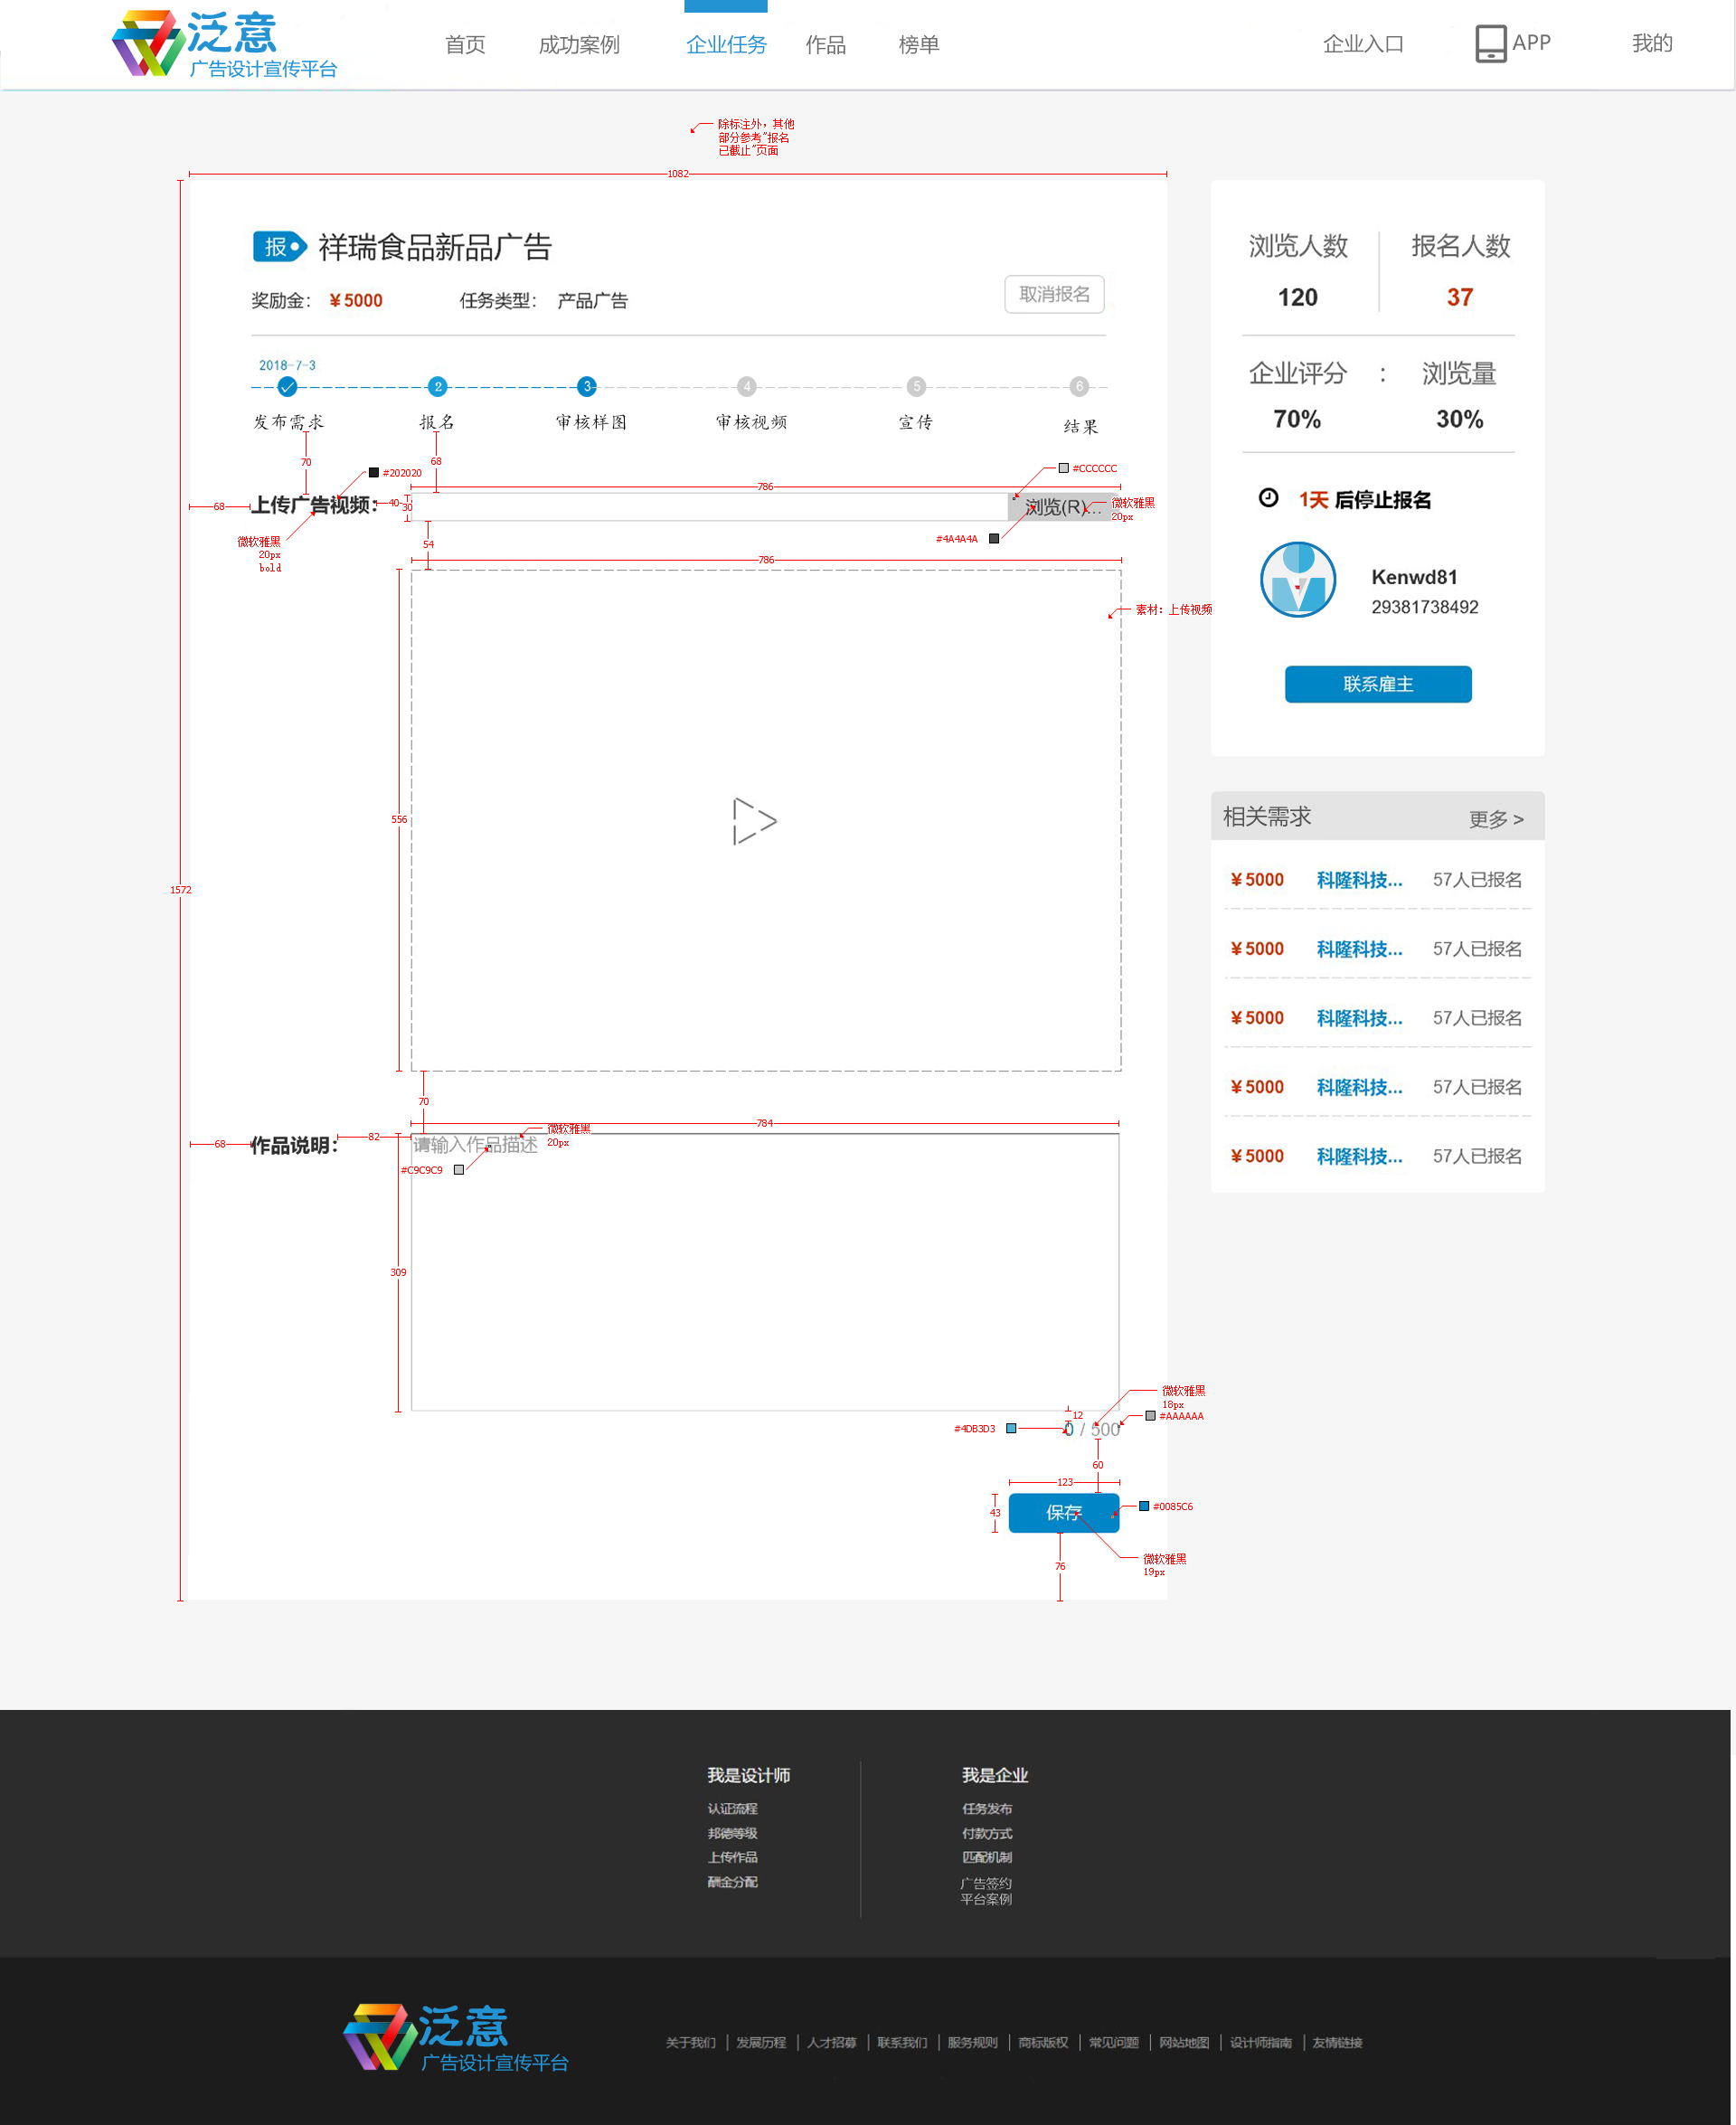 泛意
广告设计宣传平台
首页 成功案例 企业任务 作品 榜单 企业入口 APP 我的
除标注外，其他
部分参考"报名
已截止"页面
1082
报 祥瑞食品新品广告
奖励金： ¥5000 任务类型： 产品广告 取消报名
2018-7-3
2 3 4 5 6
发布需求 报名 审核样图 审核视频 宣传 结果
70 68
#202020 #CCCCCC
786
68 上传广告视频： 40 30 浏览(R)... 微软雅黑
20px
微软雅黑
20px
bold
54 #4A4A4A
786
素材：上传视频
556
1572
70
784
68 作品说明： 82 请输入作品描述 微软雅黑
20px
#C9C9C9
309
微软雅黑
18px
12 #AAAAAA
#4DB3D3 0 / 500
60
123
43 保存 #0085C6
微软雅黑
19px
76
浏览人数 报名人数
120 37
企业评分 : 浏览量
70% 30%
1天 后停止报名
Kenwd81
29381738492
联系雇主
相关需求 更多 >
¥5000 科隆科技... 57人已报名
¥5000 科隆科技... 57人已报名
¥5000 科隆科技... 57人已报名
¥5000 科隆科技... 57人已报名
¥5000 科隆科技... 57人已报名
我是设计师 我是企业
认证流程 任务发布
邦德等级 付款方式
上传作品 匹配机制
酬金分配 广告签约
平台案例
泛意
广告设计宣传平台
关于我们 | 发展历程 | 人才招募 | 联系我们 | 服务规则 | 商标版权 | 常见问题 | 网站地图 | 设计师指南 | 友情链接